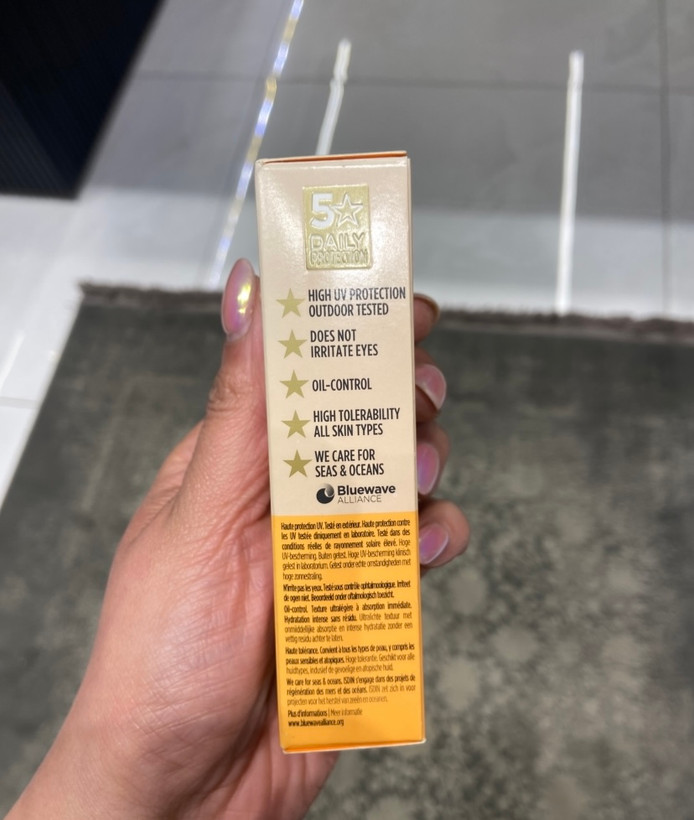 5
DAILY
PROTECTION
HIGH UV PROTECTION
OUTDOOR TESTED
DOES NOT
IRRITATE EYES
OIL-CONTROL
HIGH TOLERABILITY
ALL SKIN TYPES
WE CARE FOR
SEAS & OCEANS
Bluewave
ALLIANCE
Haute protection UV. Testé en extérieur. Haute protection contre
les UV testée cliniquement en laboratoire. Testé dans des
conditions réelles de rayonnement solaire élevé. Hoge
UV-bescherming. Buiten getest. Hoge UV-bescherming klinisch
getest in laboratorium. Getest onder echte omstandigheden met
hoge zonnestraling.
N'irrite pas les yeux. Testé sous contrôle ophtalmologique. Irriteert
de ogen niet. Beoordeeld onder oftalmologisch toezicht.
Oil-control. Texture ultralégère à absorption immédiate.
Hydratation intense sans résidu. Ultralichte textuur met
onmiddellijke absorptie en intense hydratatie zonder een
vettig residu achter te laten.
Haute tolérance. Convient à tous les types de peau, y compris les
peaux sensibles et atopiques. Hoge tolerantie. Geschikt voor alle
huidtypes, inclusief de gevoelige en atopische huid.
We care for seas & oceans. ISDIN s'engage dans des projets de
régénération des mers et des océans. ISDIN zet zich in voor
projecten voor het herstel van zeeën en oceanen.
Plus d'informations | Meer informatie
www.bluewavealliance.org